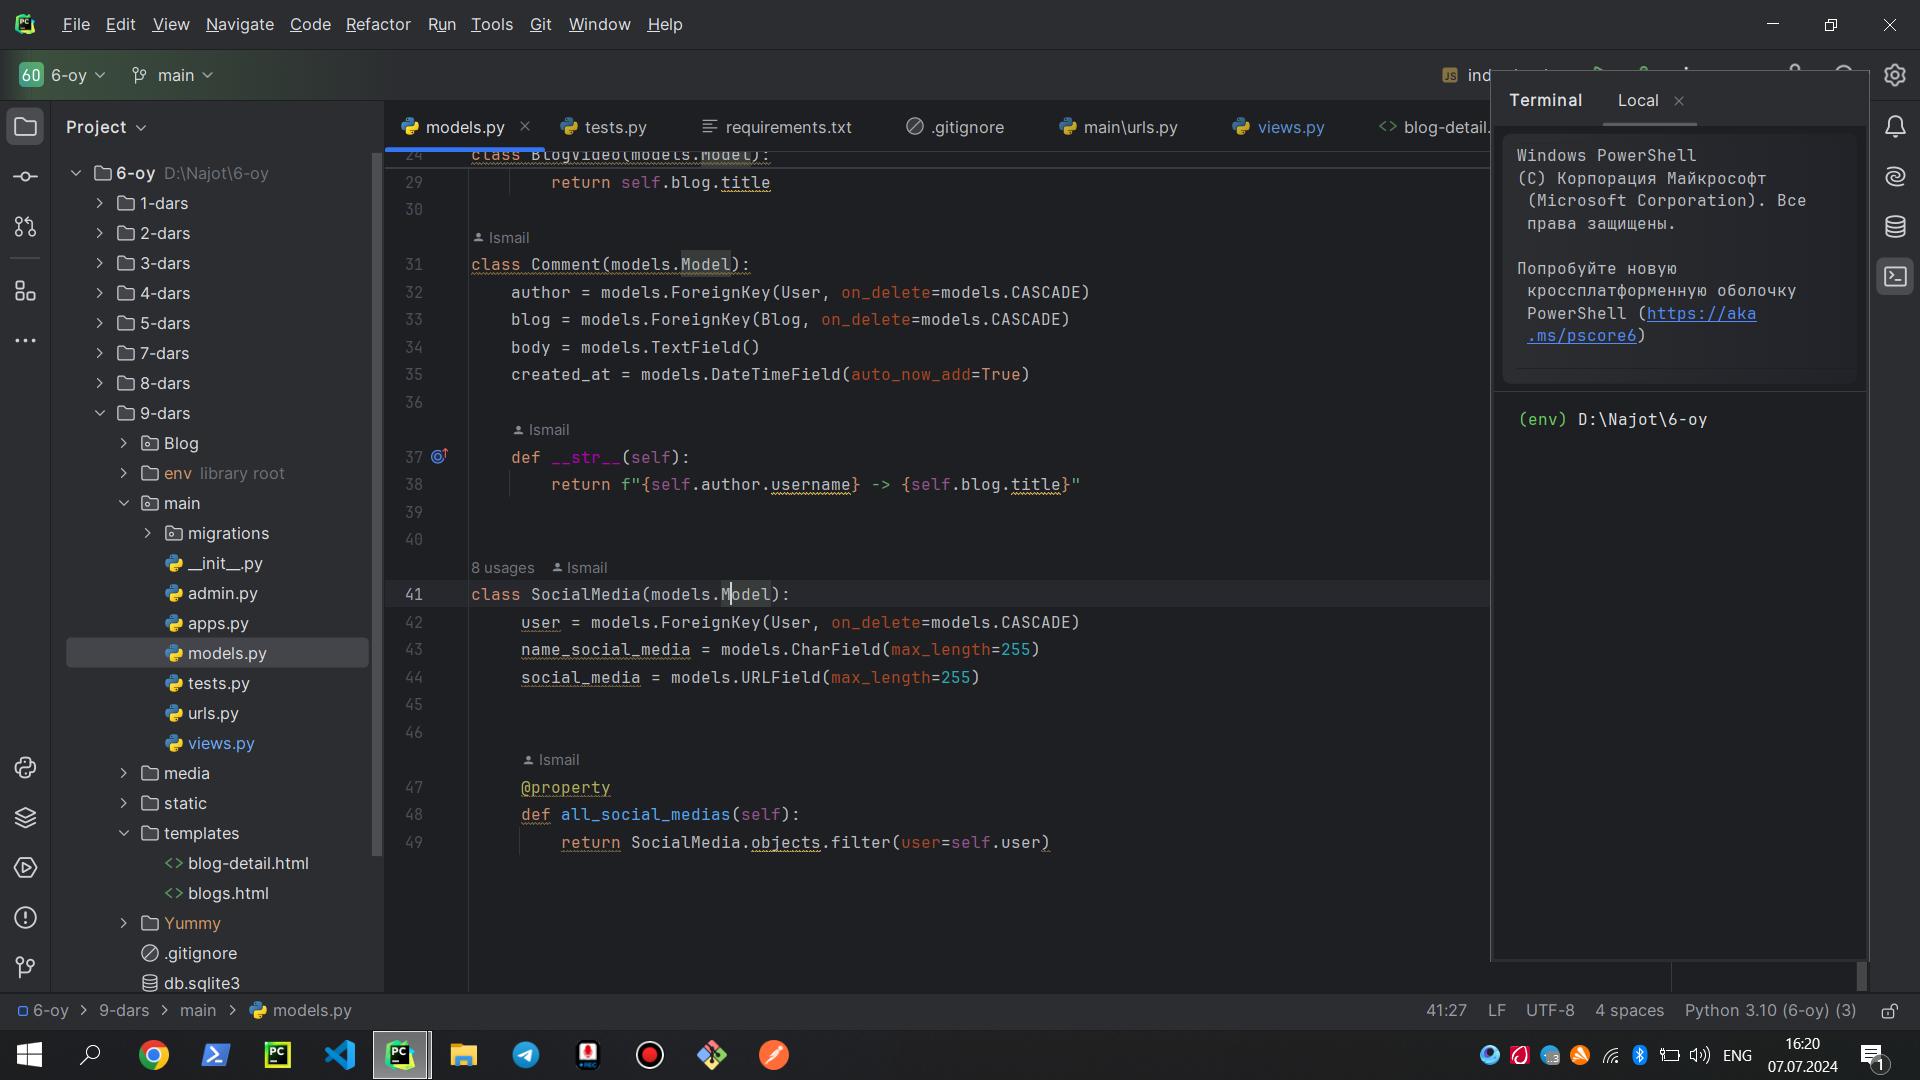 File Edit View Navigate Code Refactor Run Tools Git Window Help
60 6-oy main
Project
6-oy D:\Najot\6-oy
1-dars
2-dars
3-dars
4-dars
5-dars
7-dars
8-dars
9-dars
Blog
env library root
main
migrations
__init__.py
admin.py
apps.py
models.py
tests.py
urls.py
views.py
media
static
templates
blog-detail.html
blogs.html
Yummy
.gitignore
db.sqlite3
models.py tests.py requirements.txt .gitignore main\urls.py views.py blog-detail.
24 class BlogVideo(models.Model):
29 return self.blog.title
30
Ismail
31 class Comment(models.Model):
32 author = models.ForeignKey(User, on_delete=models.CASCADE)
33 blog = models.ForeignKey(Blog, on_delete=models.CASCADE)
34 body = models.TextField()
35 created_at = models.DateTimeField(auto_now_add=True)
36
Ismail
37 def __str__(self):
38 return f"{self.author.username} -> {self.blog.title}"
39
40
8 usages Ismail
41 class SocialMedia(models.Model):
42 user = models.ForeignKey(User, on_delete=models.CASCADE)
43 name_social_media = models.CharField(max_length=255)
44 social_media = models.URLField(max_length=255)
45
46
Ismail
47 @property
48 def all_social_medias(self):
49 return SocialMedia.objects.filter(user=self.user)
Terminal Local
Windows PowerShell
(C) Корпорация Майкрософт
(Microsoft Corporation). Все
права защищены.
Попробуйте новую
кроссплатформенную оболочку
PowerShell (https://aka
.ms/pscore6)
(env) D:\Najot\6-oy
6-oy > 9-dars > main > models.py
41:27 LF UTF-8 4 spaces Python 3.10 (6-oy) (3)
ENG
16:20
07.07.2024
1